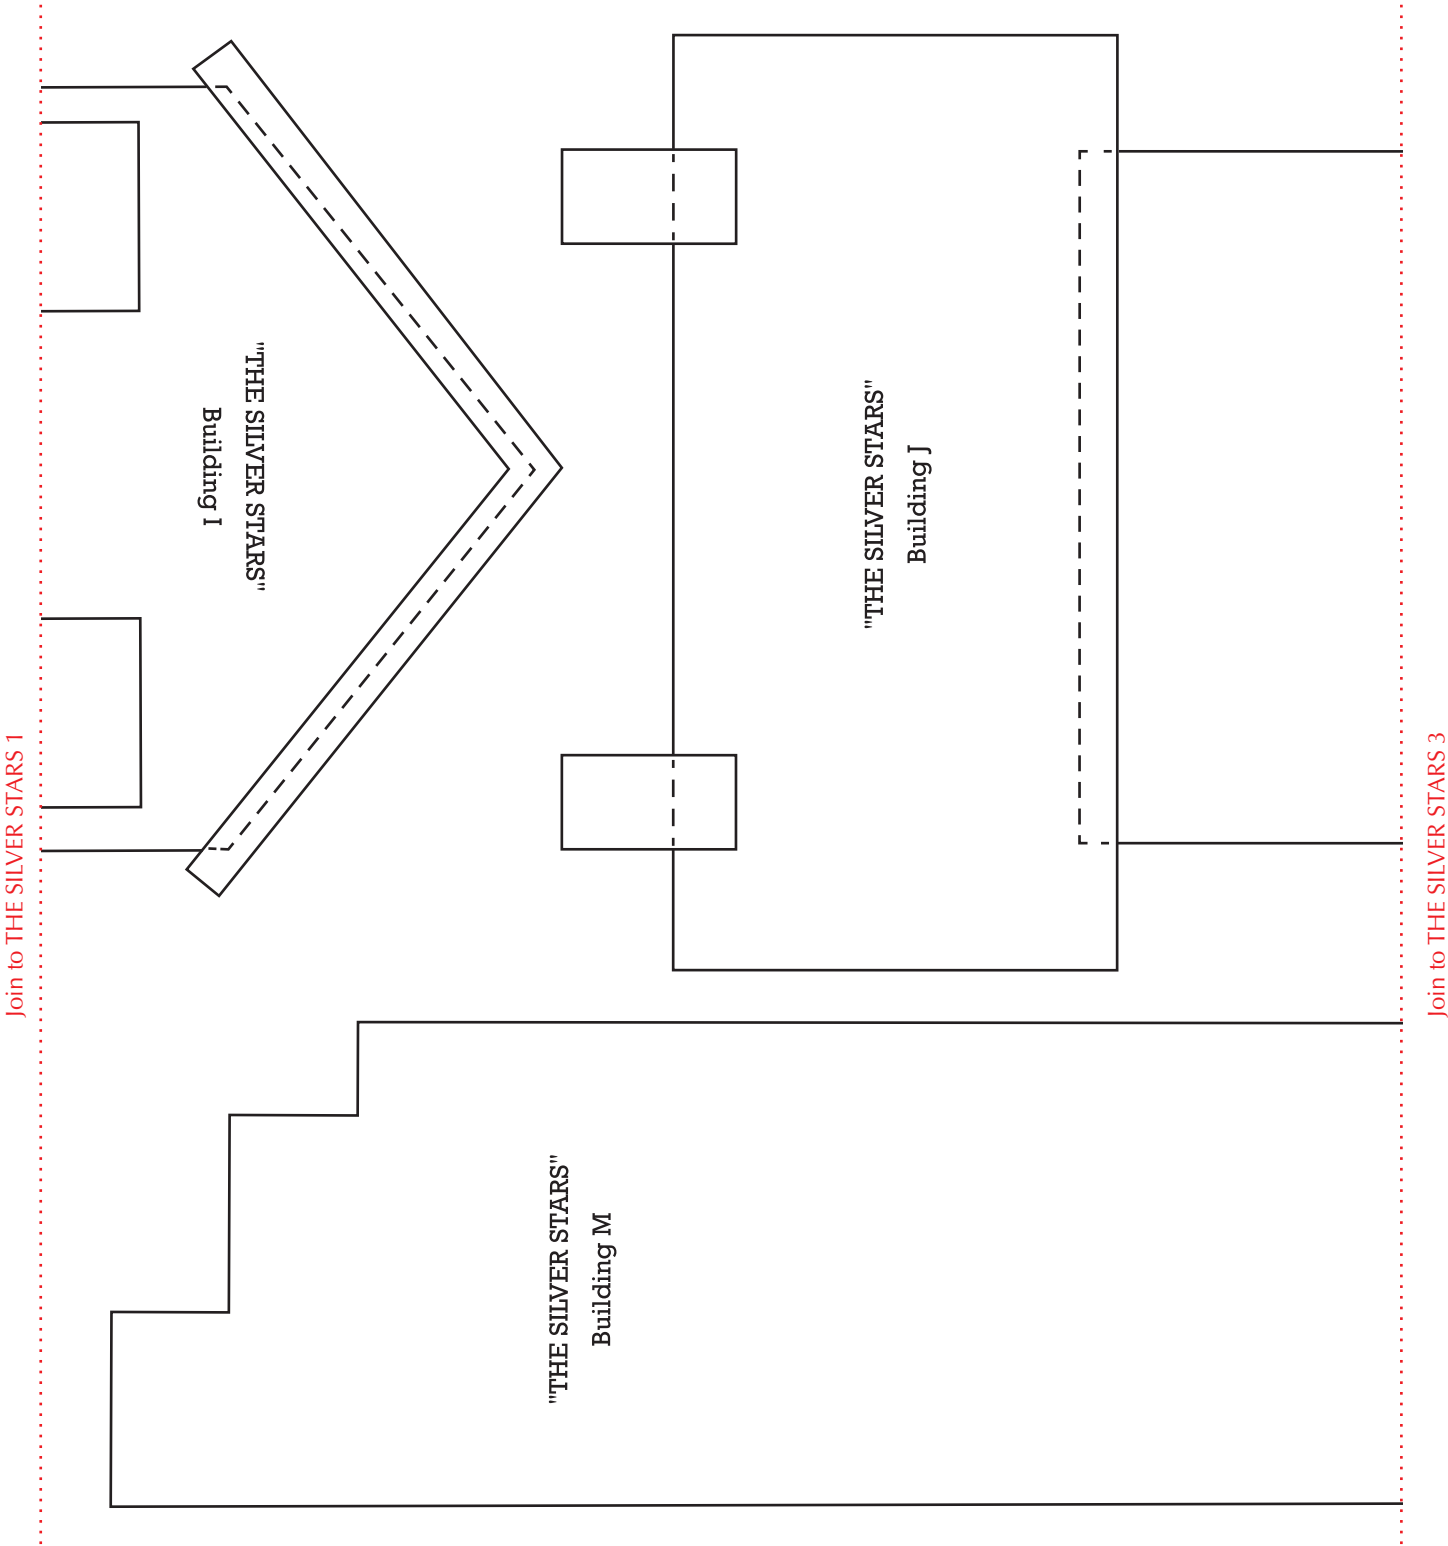 "THE SILVER STARS"
Building I
"THE SILVER STARS"
Building J
"THE SILVER STARS"
Building M
Join to THE SILVER STARS 1
Join to THE SILVER STARS 3